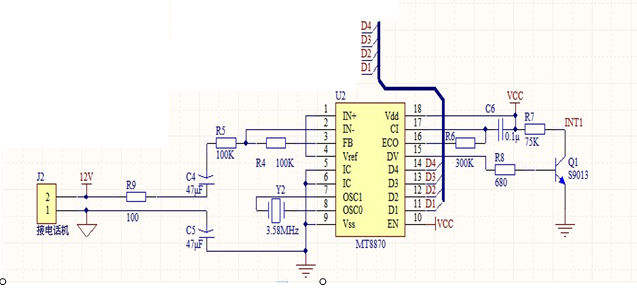 D4
D3
D2
D1
U2
VCC
C6
0.1μ
R7
75K
INT1
1 IN+ Vdd 18
2 IN- CI 17
3 FB ECO 16
4 Vref DV 15
5 IC D4 14
6 IC D3 13
7 OSC1 D2 12
8 OSC0 D1 11
9 Vss EN 10
MT8870
R5
100K
R4 100K
R6
300K
D4
D3
D2
D1
VCC
R8
680
Q1
S9013
J2
2
1
接电话机
12V
R9
100
C4
47μF
C5
47μF
Y2
3.58MHz